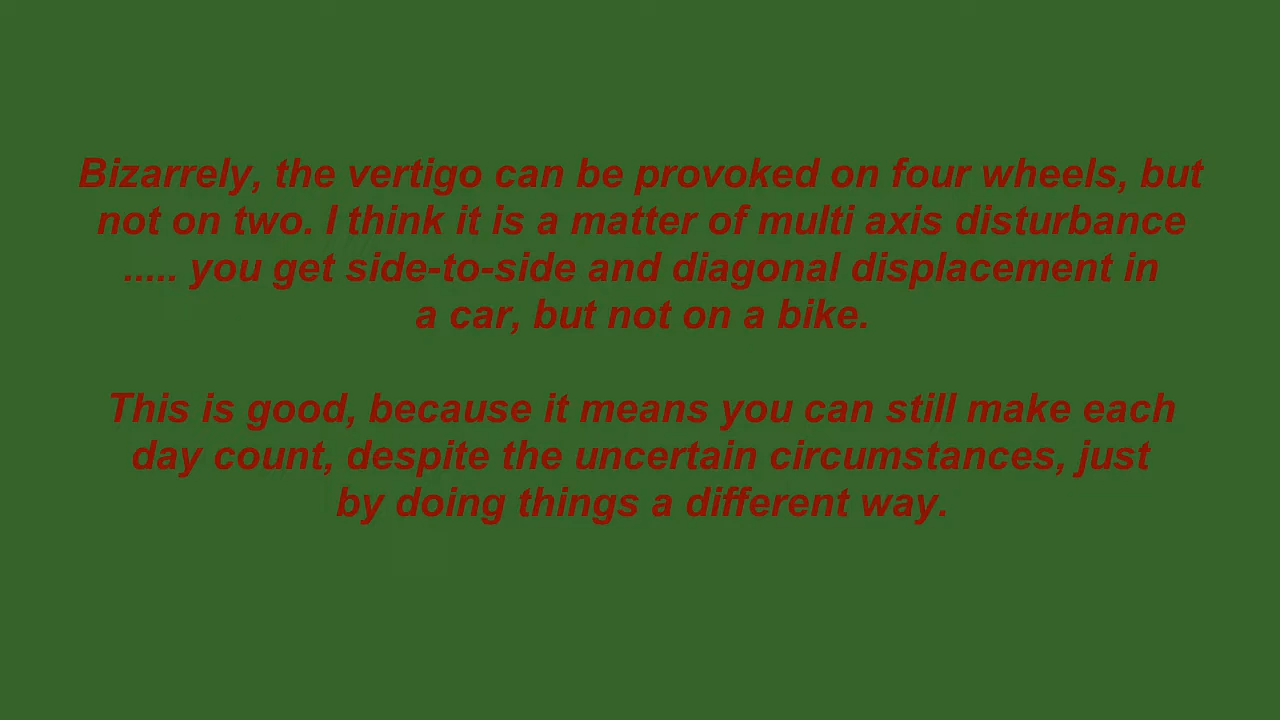 Bizarrely, the vertigo can be provoked on four wheels, but
not on two. I think it is a matter of multi axis disturbance
..... you get side-to-side and diagonal displacement in
a car, but not on a bike.
This is good, because it means you can still make each
day count, despite the uncertain circumstances, just
by doing things a different way.